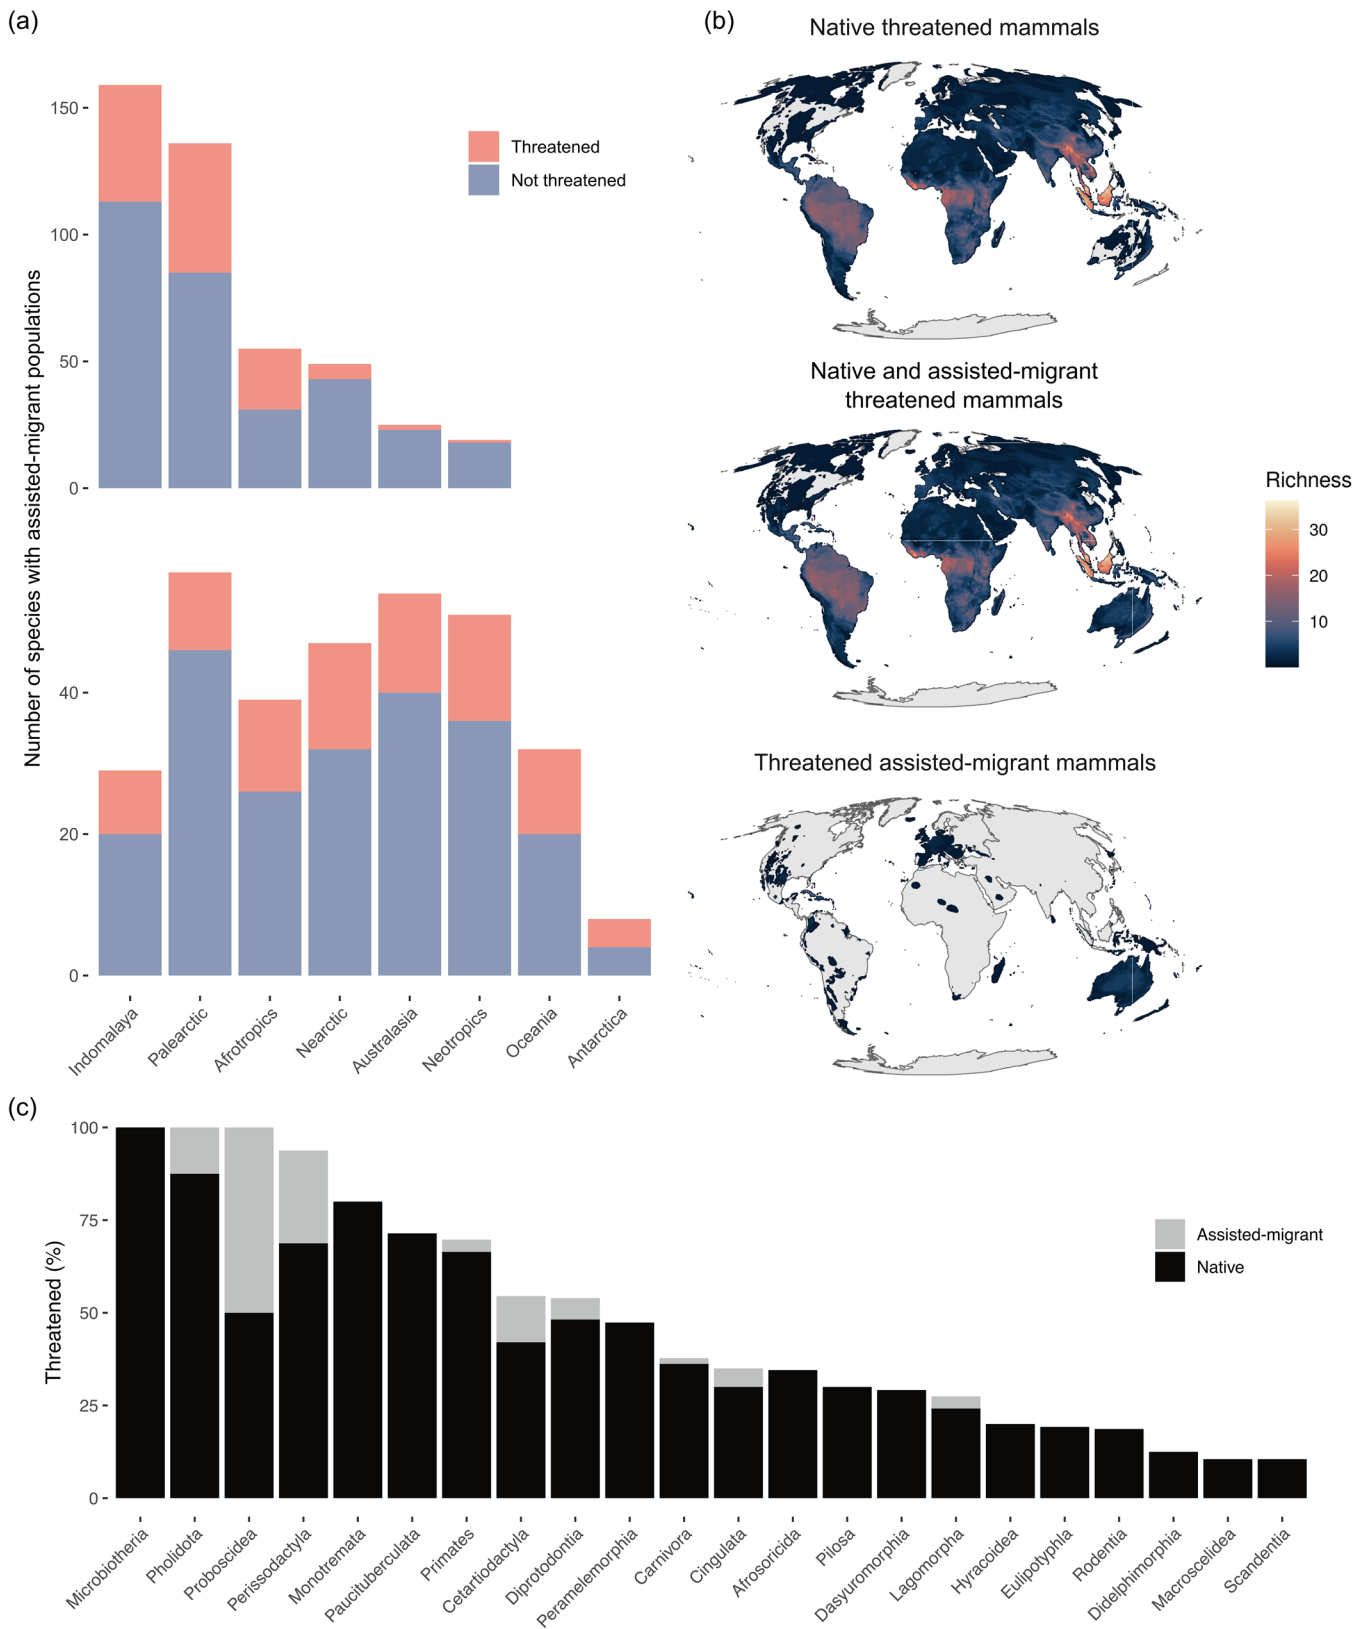 (a)
Number of species with assisted-migrant populations
150
100
50
0
Threatened
Not threatened
40
20
0
Indomalaya
Palearctic
Afrotropics
Nearctic
Australasia
Neotropics
Oceania
Antarctica
(b)
Native threatened mammals
Native and assisted-migrant
threatened mammals
Richness
30
20
10
Threatened assisted-migrant mammals
(c)
Threatened (%)
100
75
50
25
0
Assisted-migrant
Native
Microbiotheria
Pholidota
Proboscidea
Perissodactyla
Monotremata
Paucituberculata
Primates
Cetartiodactyla
Diprotodontia
Peramelemorphia
Carnivora
Cingulata
Afrosoricida
Pilosa
Dasyuromorphia
Lagomorpha
Hyracoidea
Eulipotyphla
Rodentia
Didelphimorphia
Macroscelidea
Scandentia